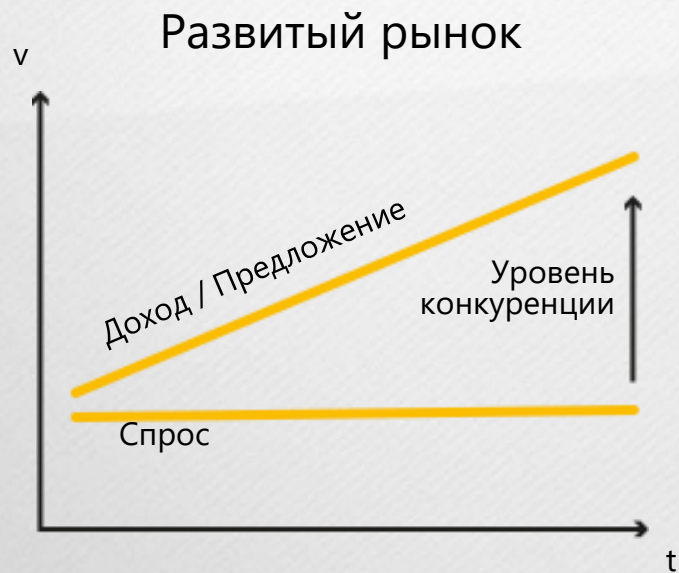 Развитый рынок
v
Доход / Предложение
Уровень
конкуренции
Спрос
t